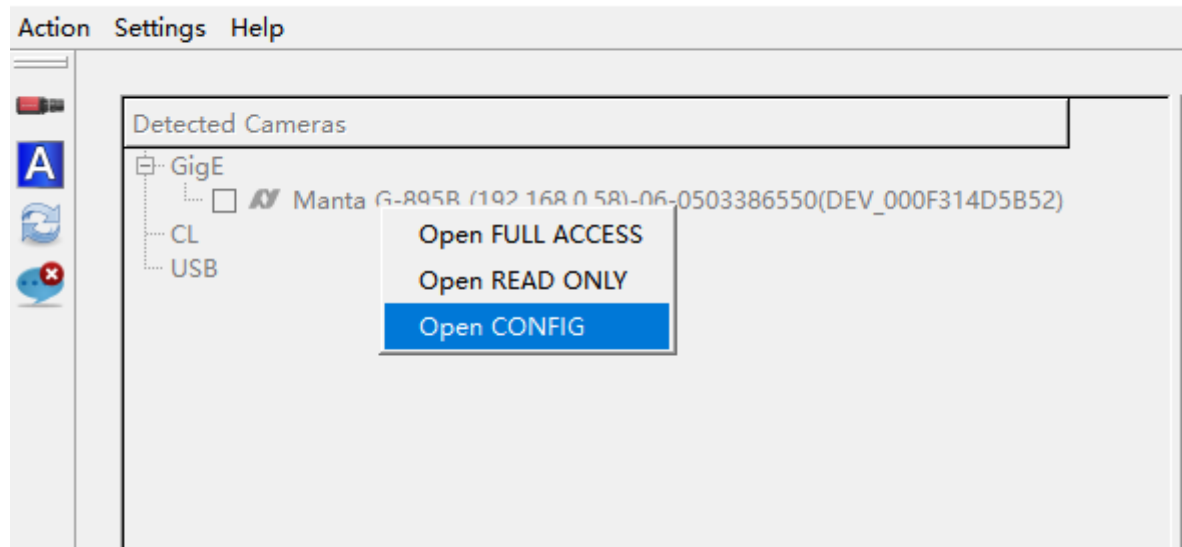 Action Settings Help
Detected Cameras
A
GigE
Manta G-895B (192.168.0.58)-06-0503386550(DEV_000F314D5B52)
CL
Open FULL ACCESS
USB
Open READ ONLY
Open CONFIG